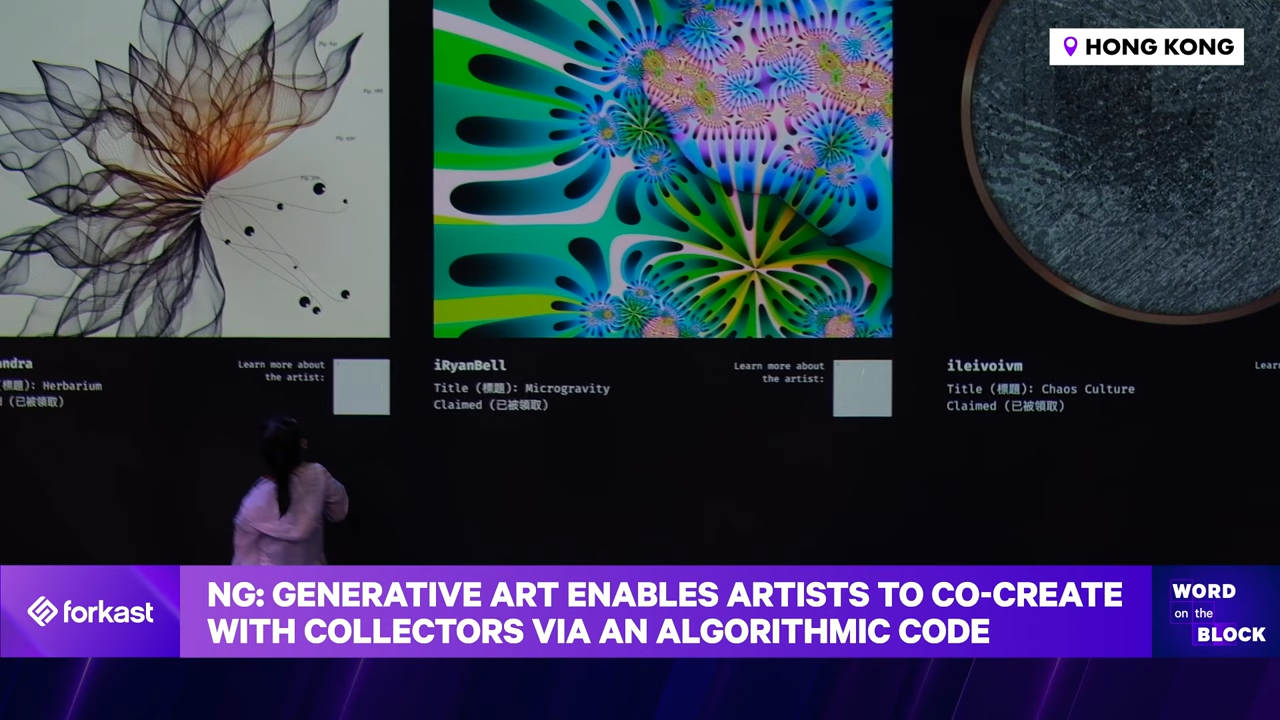 HONG KONG
andra
(標題): Herbarium
(已被領取)
Learn more about
the artist:
iRyanBell
Title (標題): Microgravity
Claimed (已被領取)
Learn more about
the artist:
ileivoivm
Title (標題): Chaos Culture
Claimed (已被領取)
Lear
forkast
NG: GENERATIVE ART ENABLES ARTISTS TO CO-CREATE
WITH COLLECTORS VIA AN ALGORITHMIC CODE
WORD
on the
BLOCK